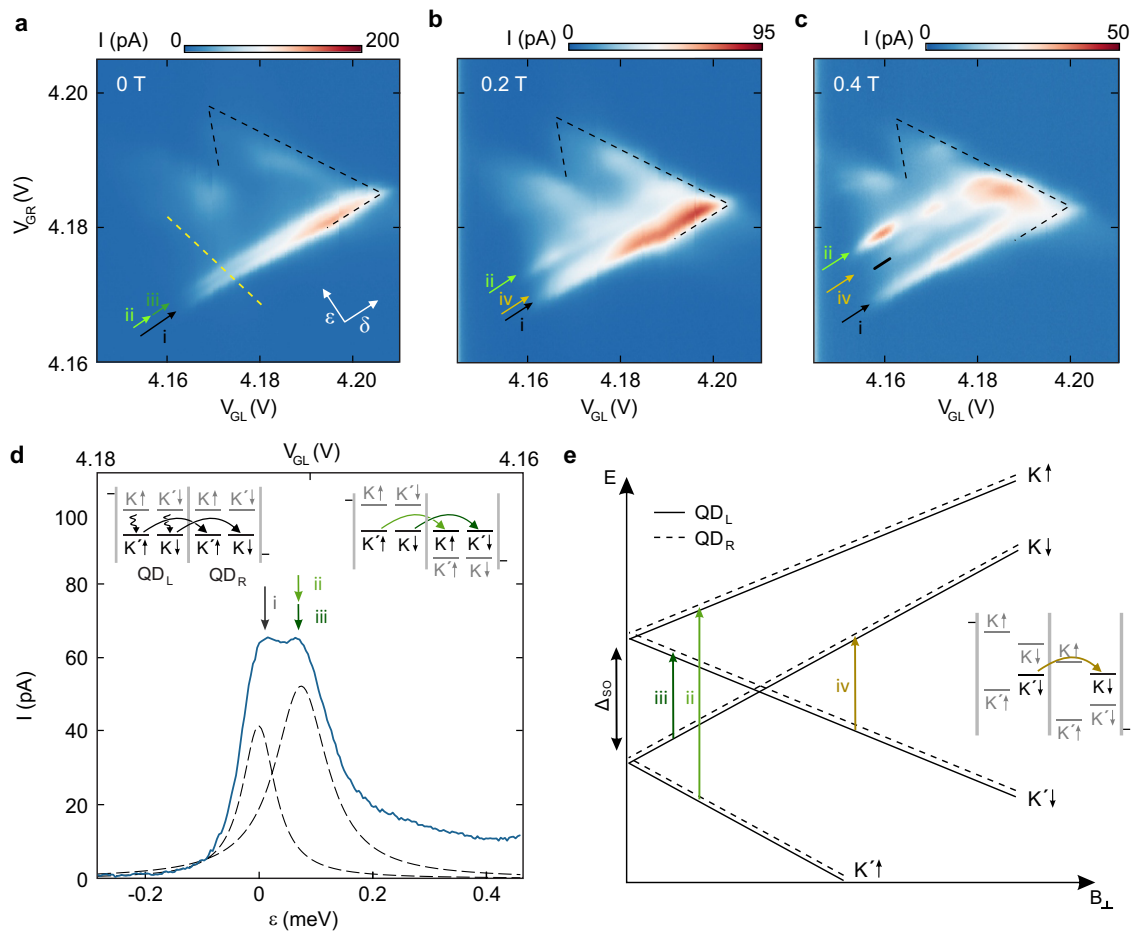 a
I (pA)
0
200
0 T
4.20
4.18
4.16
V_GR (V)
ii
iii
i
ε
δ
4.16
4.18
4.20
V_GL (V)
b
I (pA)
0
95
0.2 T
ii
iv
i
4.16
4.18
4.20
V_GL (V)
c
I (pA)
0
50
0.4 T
ii
iv
i
4.16
4.18
4.20
V_GL (V)
d
V_GL (V)
4.18
4.16
K↑ K´↓ K↑ K´↓
K´↑ K↓ K´↑ K↓
QD_L QD_R
K↑ K´↓
K´↑ K↓ K↑ K´↓
K´↑ K↓
i
ii
iii
100
80
60
40
20
0
I (pA)
-0.2
0
0.2
0.4
ε (meV)
e
E
QD_L
QD_R
K↑
K↓
K´↓
K´↑
Δ_SO
iii
ii
iv
K↑
K↓
K´↓
K´↑
K↑
K↓
K´↓
K´↑
B_⊥